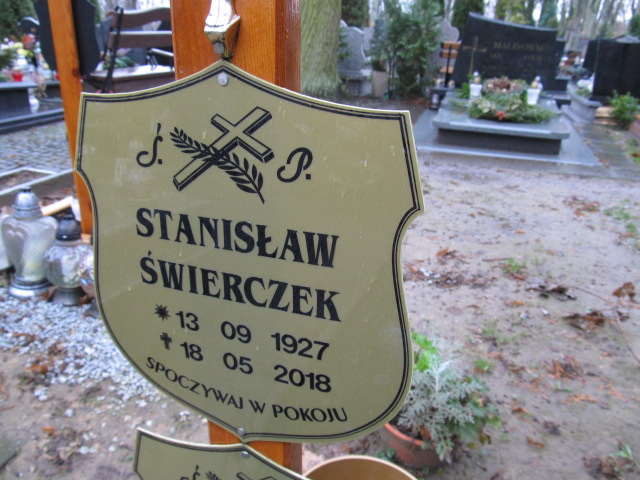 Ś. P.
STANISŁAW
ŚWIERCZEK
* 13 09 1927
✝ 18 05 2018
SPOCZYWAJ W POKOJU
Ś